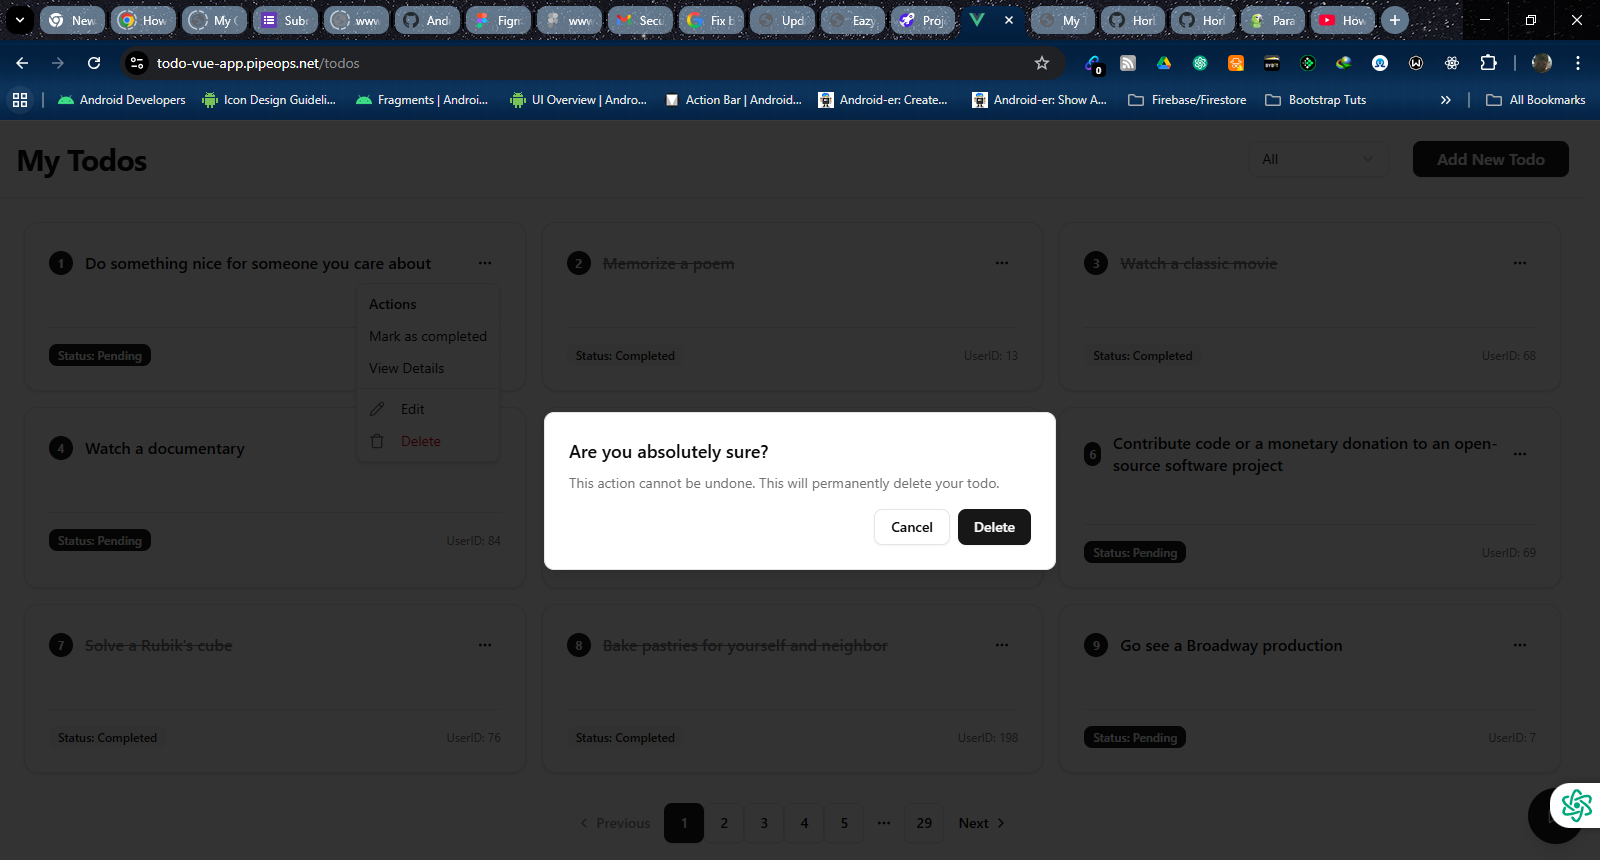 New
How
My C
Sub
www
And
Figm
www.
Secu
Fix b
Upd
Eazy
Proj
My T
Horl
Horl
Para
How
todo-vue-app.pipeops.net/todos
0
Android Developers
Icon Design Guideli...
Fragments | Androi...
UI Overview | Andro...
Action Bar | Android...
Android-er: Create...
Android-er: Show A...
Firebase/Firestore
Bootstrap Tuts
All Bookmarks
My Todos
All
Add New Todo
1 Do something nice for someone you care about
2 Memorize a poem
3 Watch a classic movie
Actions
Mark as completed
View Details
Edit
Delete
Status: Pending
Status: Completed
UserID: 13
Status: Completed
UserID: 68
4 Watch a documentary
6 Contribute code or a monetary donation to an open-
source software project
Are you absolutely sure?
This action cannot be undone. This will permanently delete your todo.
Cancel
Delete
Status: Pending
UserID: 84
Status: Pending
UserID: 69
7 Solve a Rubik's cube
8 Bake pastries for yourself and neighbor
9 Go see a Broadway production
Status: Completed
UserID: 76
Status: Completed
UserID: 198
Status: Pending
UserID: 7
Previous 1 2 3 4 5 ... 29 Next